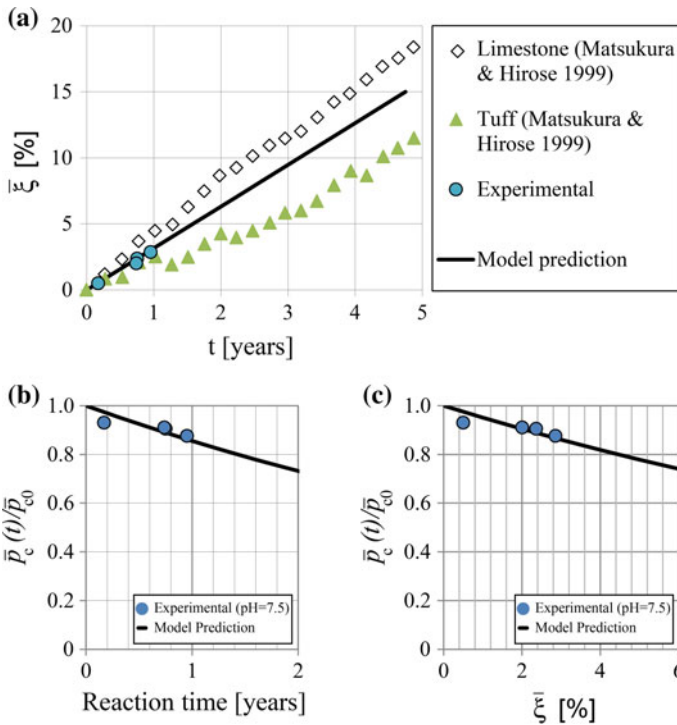 (a)
20
15
10
5
0
ξ̄ [%]
0 1 2 3 4 5
t [years]
Limestone (Matsukura
& Hirose 1999)
Tuff (Matsukura &
Hirose 1999)
Experimental
Model prediction
(b)
1.0
0.8
0.6
0.4
0.2
0
p̄c(t)/p̄c0
Experimental (pH=7.5)
Model Prediction
0 1 2
Reaction time [years]
(c)
1.0
0.8
0.6
0.4
0.2
0
p̄c(t)/p̄c0
Experimental (pH=7.5)
Model Prediction
0 2 4 6
ξ̄ [%]